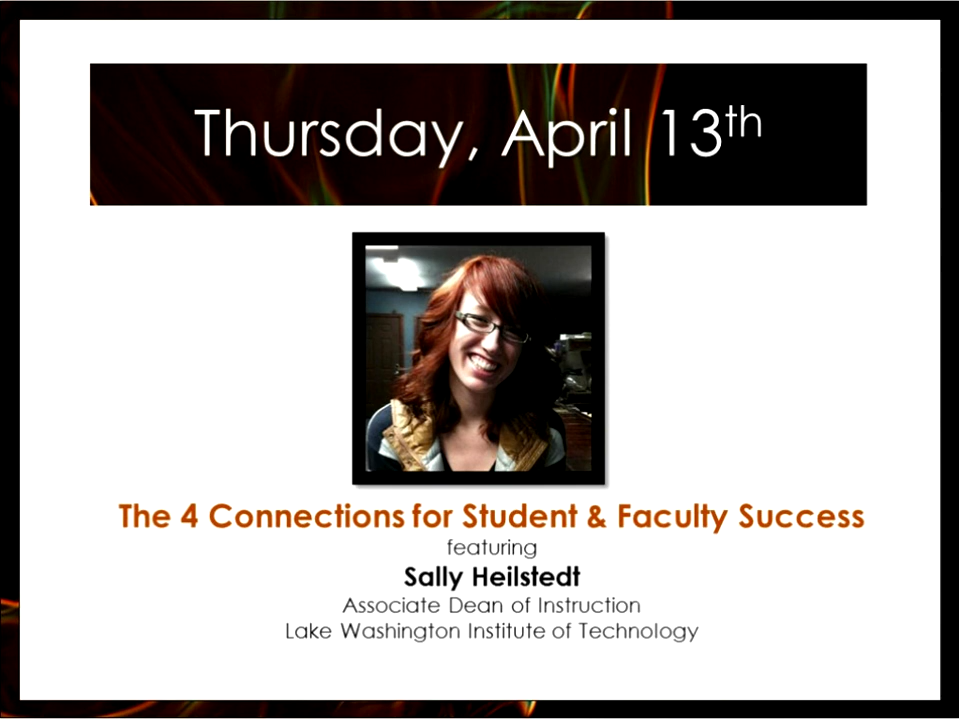 Thursday, April 13th
The 4 Connections for Student & Faculty Success
featuring
Sally Heilstedt
Associate Dean of Instruction
Lake Washington Institute of Technology